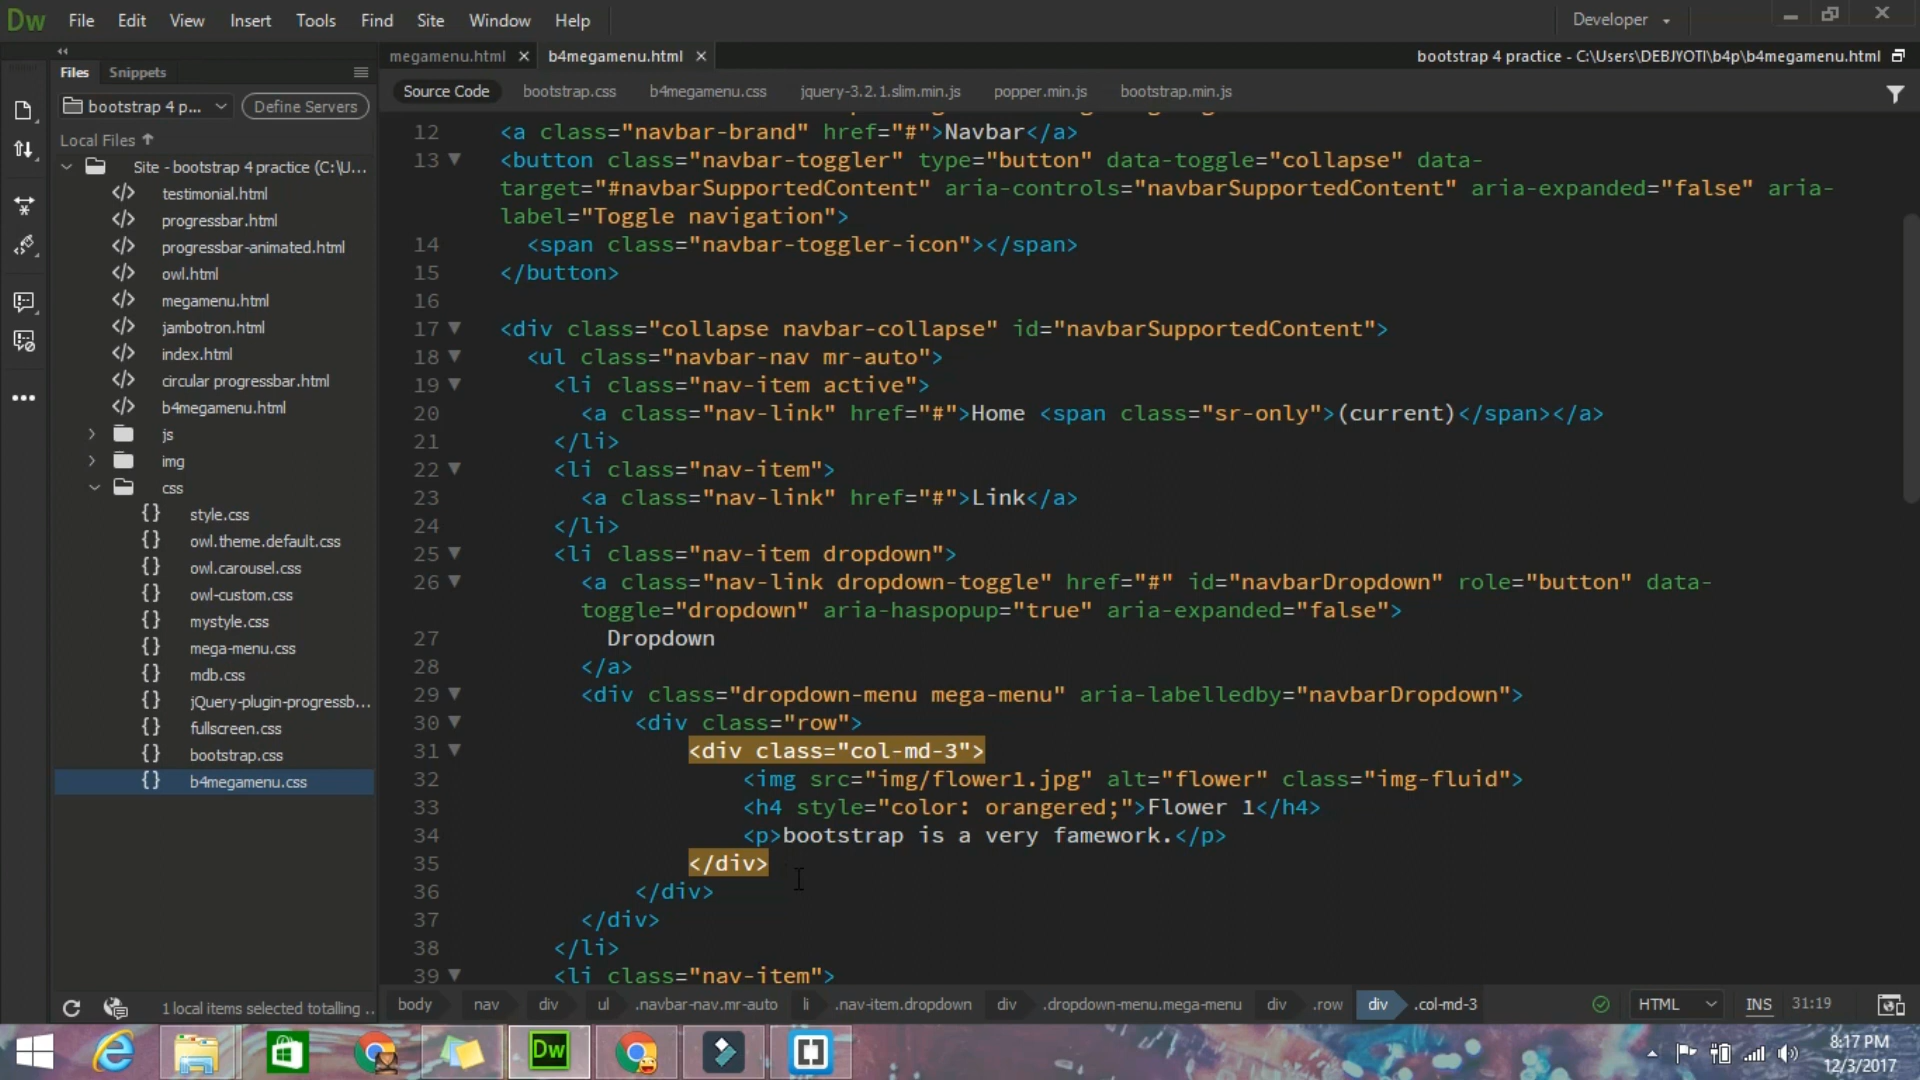 Dw File Edit View Insert Tools Find Site Window Help Developer
megamenu.html b4megamenu.html bootstrap 4 practice - C:\Users\DEBJYOTI\b4p\b4megamenu.html
Files Snippets
Source Code bootstrap.css b4megamenu.css jquery-3.2.1.slim.min.js popper.min.js bootstrap.min.js
bootstrap 4 p... Define Servers
Local Files
Site - bootstrap 4 practice (C:\U...
testimonial.html
progressbar.html
progressbar-animated.html
owl.html
megamenu.html
jambotron.html
index.html
circular progressbar.html
b4megamenu.html
js
img
css
style.css
owl.theme.default.css
owl.carousel.css
owl-custom.css
mystyle.css
mega-menu.css
mdb.css
jQuery-plugin-progressb...
fullscreen.css
bootstrap.css
b4megamenu.css
1 local items selected totalling ..
12 <a class="navbar-brand" href="#">Navbar</a>
13 <button class="navbar-toggler" type="button" data-toggle="collapse" data-
target="#navbarSupportedContent" aria-controls="navbarSupportedContent" aria-expanded="false" aria-
label="Toggle navigation">
14 <span class="navbar-toggler-icon"></span>
15 </button>
16
17 <div class="collapse navbar-collapse" id="navbarSupportedContent">
18 <ul class="navbar-nav mr-auto">
19 <li class="nav-item active">
20 <a class="nav-link" href="#">Home <span class="sr-only">(current)</span></a>
21 </li>
22 <li class="nav-item">
23 <a class="nav-link" href="#">Link</a>
24 </li>
25 <li class="nav-item dropdown">
26 <a class="nav-link dropdown-toggle" href="#" id="navbarDropdown" role="button" data-
toggle="dropdown" aria-haspopup="true" aria-expanded="false">
27 Dropdown
28 </a>
29 <div class="dropdown-menu mega-menu" aria-labelledby="navbarDropdown">
30 <div class="row">
31 <div class="col-md-3">
32 <img src="img/flower1.jpg" alt="flower" class="img-fluid">
33 <h4 style="color: orangered;">Flower 1</h4>
34 <p>bootstrap is a very famework.</p>
35 </div>
36 </div>
37 </div>
38 </li>
39 <li class="nav-item">
body nav div ul .navbar-nav.mr-auto li .nav-item.dropdown div .dropdown-menu.mega-menu div .row div .col-md-3 HTML INS 31:19
Dw
8:17 PM
12/3/2017